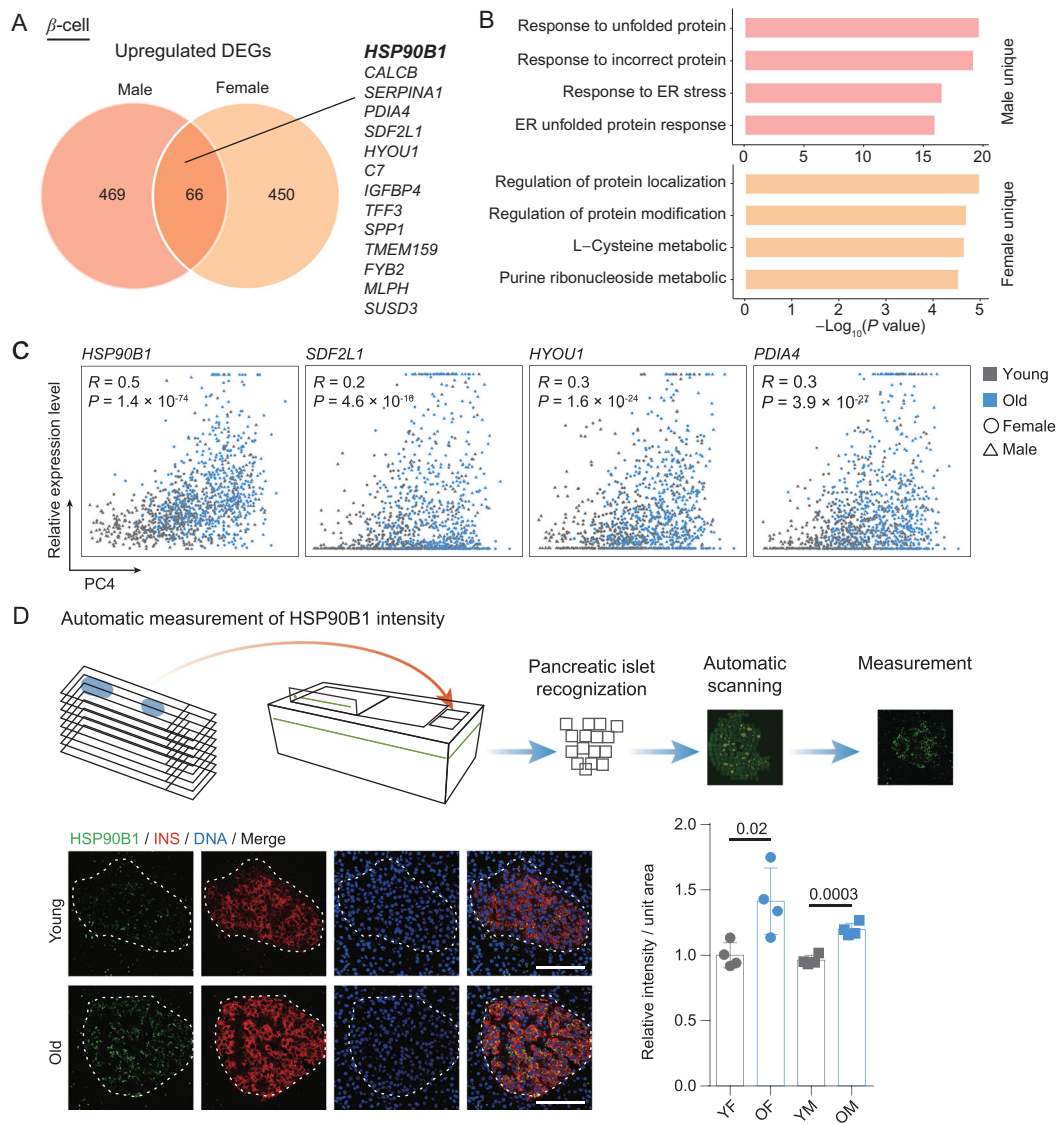 A
β-cell
Upregulated DEGs
Male
Female
469
66
450
HSP90B1
CALCB
SERPINA1
PDIA4
SDF2L1
HYOU1
C7
IGFBP4
TFF3
SPP1
TMEM159
FYB2
MLPH
SUSD3
B
Response to unfolded protein
Response to incorrect protein
Response to ER stress
ER unfolded protein response
0 5 10 15 20
Male unique
Regulation of protein localization
Regulation of protein modification
L–Cysteine metabolic
Purine ribonucleoside metabolic
0 1 2 3 4 5
–Log10(P value)
Female unique
C
HSP90B1
R = 0.5
P = 1.4 × 10-74
SDF2L1
R = 0.2
P = 4.6 × 10-16
HYOU1
R = 0.3
P = 1.6 × 10-24
PDIA4
R = 0.3
P = 3.9 × 10-27
Relative expression level
PC4
Young
Old
Female
Male
D
Automatic measurement of HSP90B1 intensity
Pancreatic islet
recognization
Automatic
scanning
Measurement
HSP90B1 / INS / DNA / Merge
Young
Old
Relative intensity / unit area
2.0
1.5
1.0
0.5
0.0
0.02
0.0003
YF
OF
YM
OM